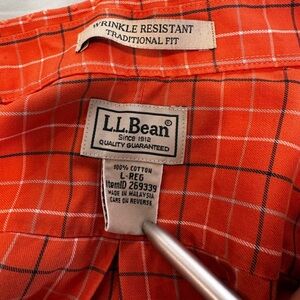 WRINKLE RESISTANT
TRADITIONAL FIT
L.L.Bean®
Since 1912
QUALITY GUARANTEED
100% COTTON
L-REG
ItemID 269339
MADE IN MALAYSIA
CARE ON REVERSE